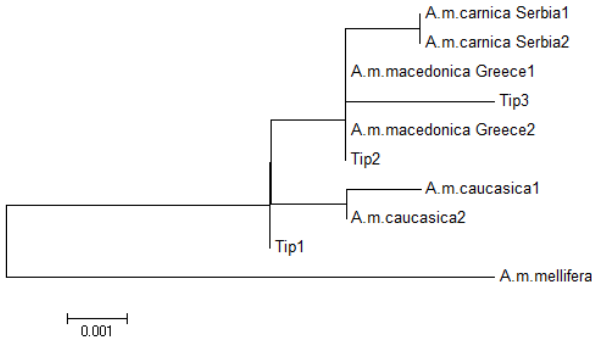 A.m.carnica Serbia1
A.m.carnica Serbia2
A.m.macedonica Greece1
Tip3
A.m.macedonica Greece2
Tip2
A.m.caucasica1
A.m.caucasica2
Tip1
A.m.mellifera
0.001